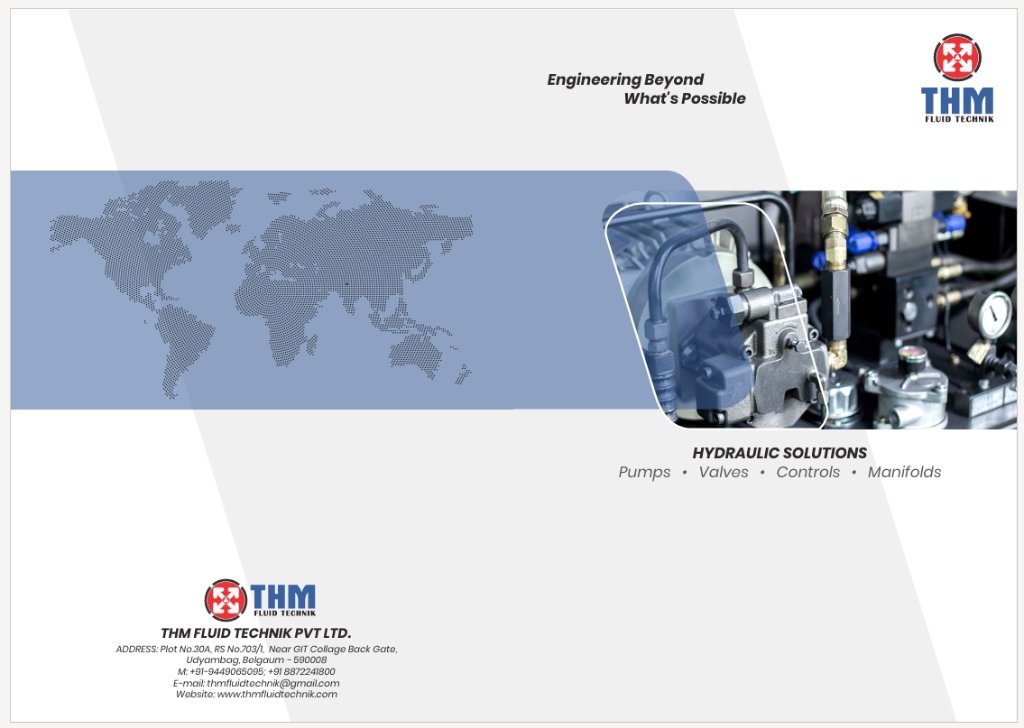 Engineering Beyond
What's Possible
THM
FLUID TECHNIK
HYDRAULIC SOLUTIONS
Pumps • Valves • Controls • Manifolds
THM
FLUID TECHNIK
THM FLUID TECHNIK PVT LTD.
ADDRESS: Plot No.30A, RS No.703/1, Near GIT Collage Back Gate,
Udyambag, Belgaum - 590008
M: +91-9449065095; +91 8872241800
E-mail: thmfluidtechnik@gmail.com
Website: www.thmfluidtechnik.com